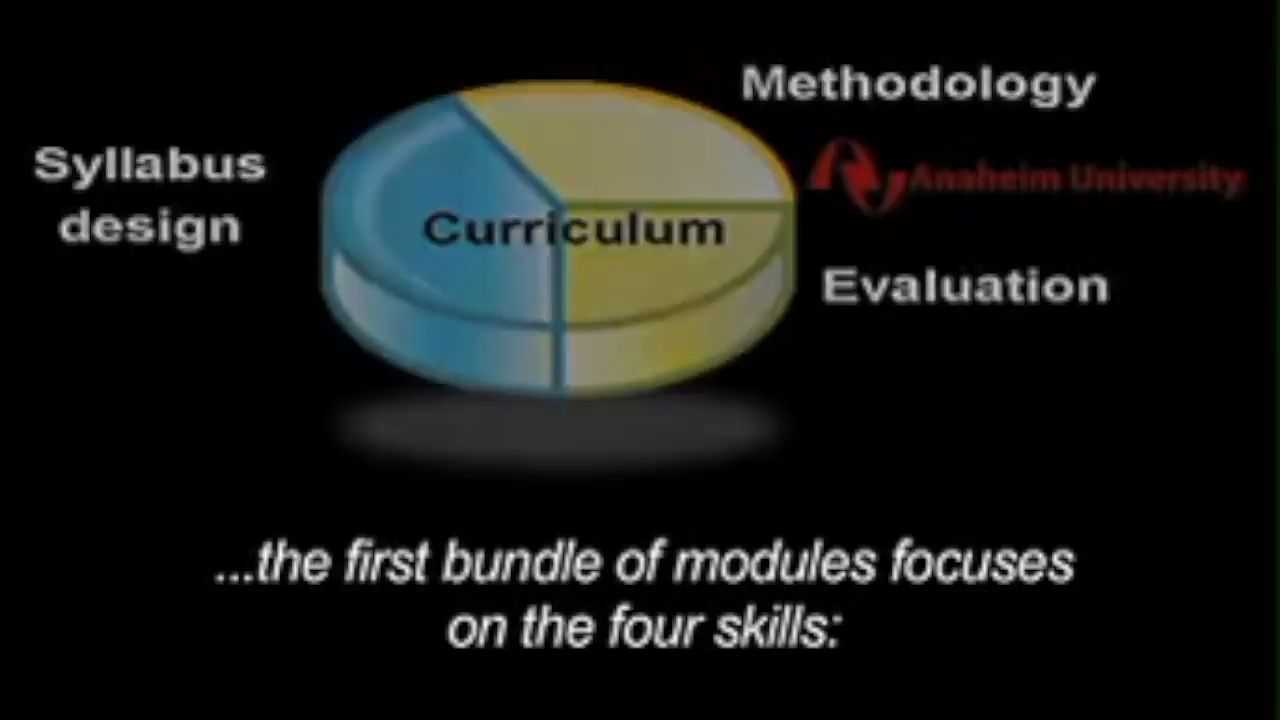 Methodology
Syllabus
design
Anaheim University
Curriculum
Evaluation
...the first bundle of modules focuses
on the four skills: